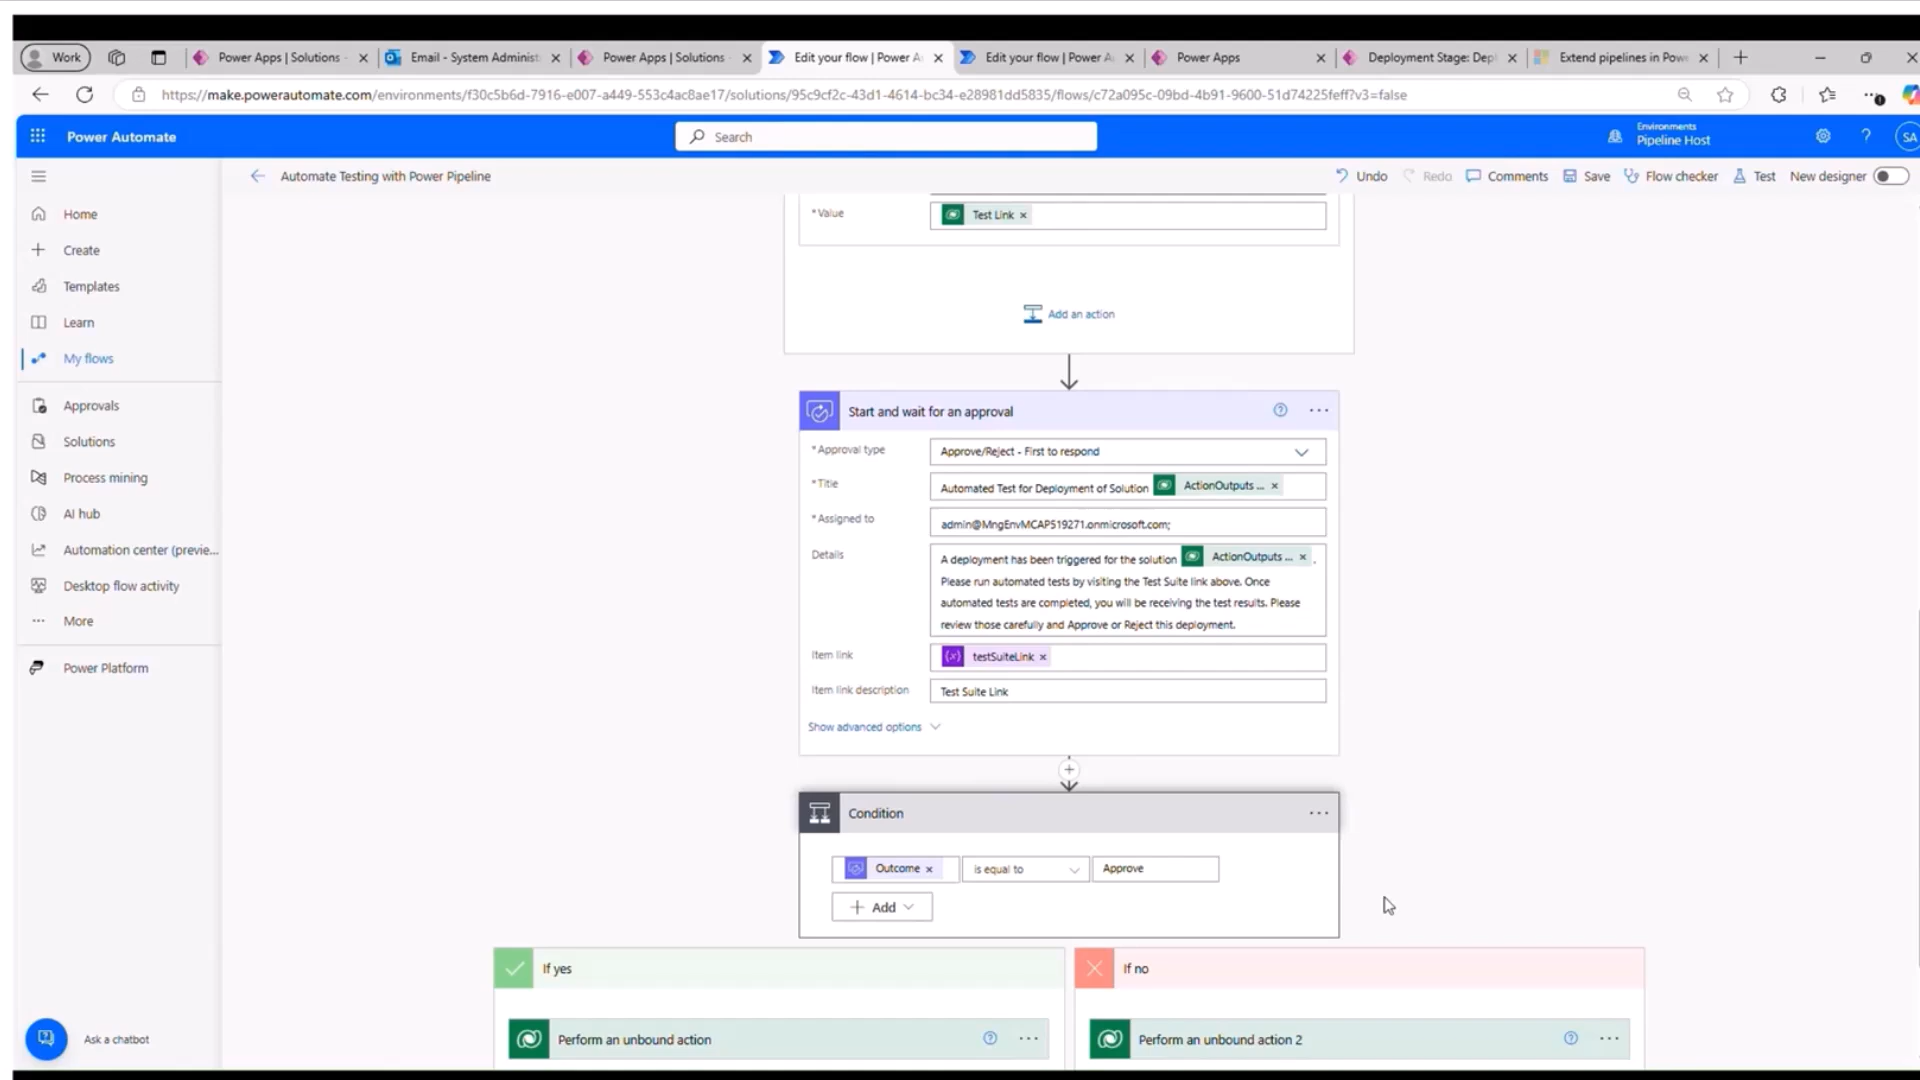 Work
Power Apps | Solutions -
Email - System Administ
Power Apps | Solutions -
Edit your flow | Power A
Edit your flow | Power A
Power Apps
Deployment Stage: Dep
Extend pipelines in Pow
https://make.powerautomate.com/environments/f30c5b6d-7916-e007-a449-553c4ac8ae17/solutions/95c9cf2c-43d1-4614-bc34-e28981dd5835/flows/c72a095c-09bd-4b91-9600-51d74225feff?v3=false
Power Automate
Search
Environments
Pipeline Host
SA
Automate Testing with Power Pipeline
Undo
Redo
Comments
Save
Flow checker
Test
New designer
Home
Create
Templates
Learn
My flows
Approvals
Solutions
Process mining
AI hub
Automation center (previe...
Desktop flow activity
More
Power Platform
Ask a chatbot
* Value
Test Link
Add an action
Start and wait for an approval
* Approval type
Approve/Reject - First to respond
* Title
Automated Test for Deployment of Solution ActionOutputs ...
* Assigned to
admin@MngEnvMCAP519271.onmicrosoft.com;
Details
A deployment has been triggered for the solution ActionOutputs ... .
Please run automated tests by visiting the Test Suite link above. Once
automated tests are completed, you will be receiving the test results. Please
review those carefully and Approve or Reject this deployment.
Item link
testSuiteLink
Item link description
Test Suite Link
Show advanced options
Condition
Outcome
is equal to
Approve
Add
If yes
If no
Perform an unbound action
Perform an unbound action 2